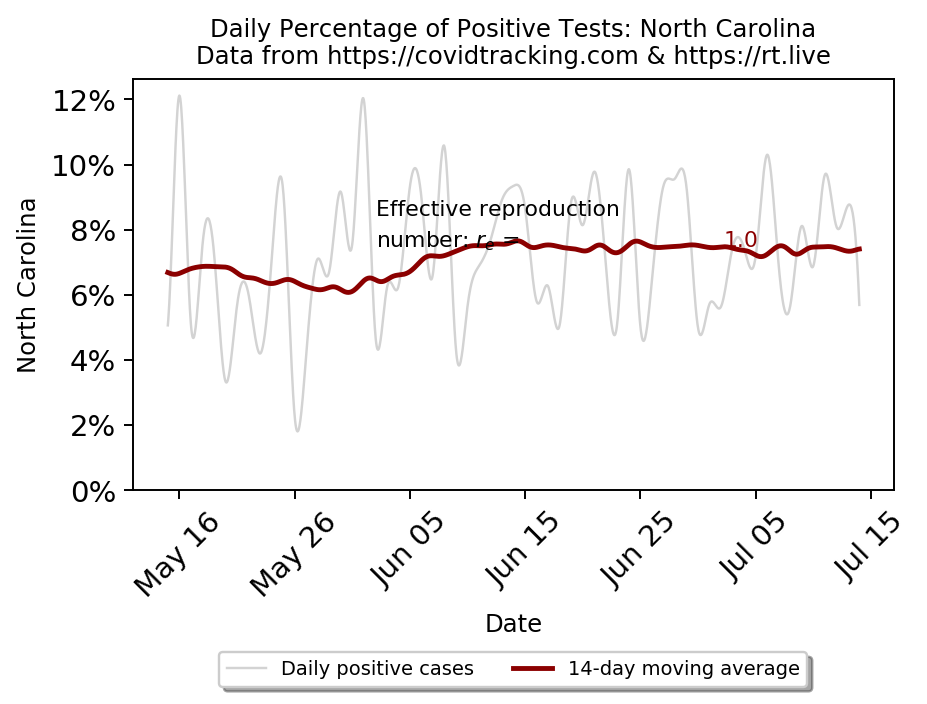 Daily Percentage of Positive Tests: North Carolina
Data from https://covidtracking.com & https://rt.live
12%
10%
8%
6%
4%
2%
0%
North Carolina
Effective reproduction
number: r_e =
1.0
May 16
May 26
Jun 05
Jun 15
Jun 25
Jul 05
Jul 15
Date
Daily positive cases
14-day moving average